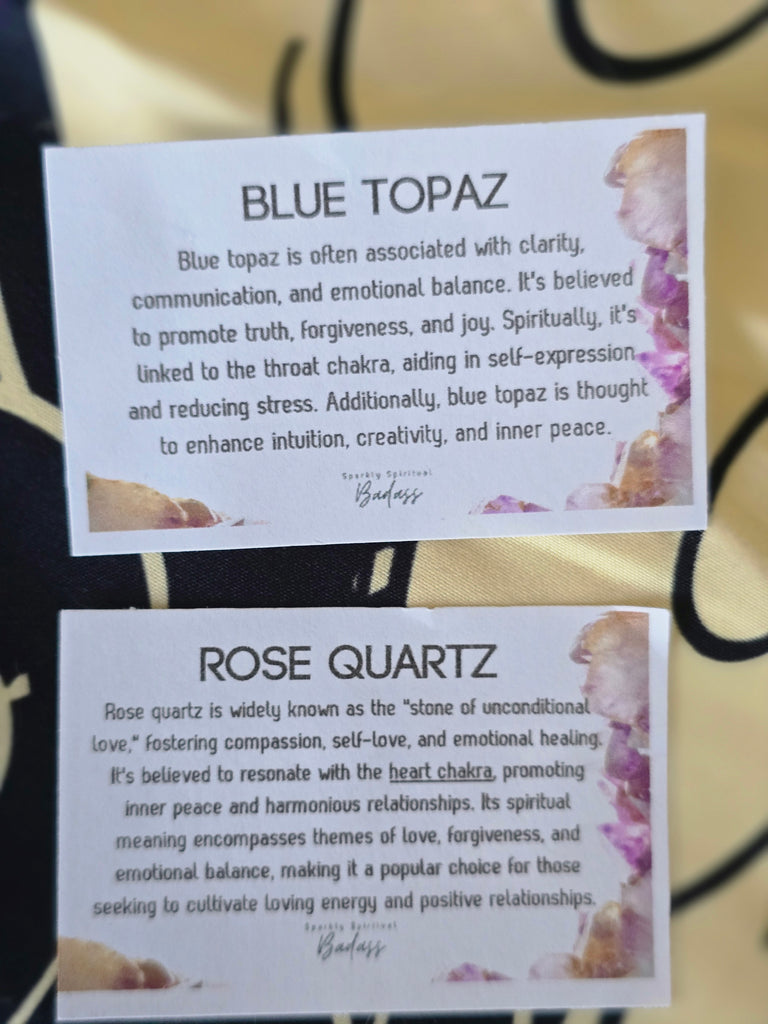 BLUE TOPAZ
Blue topaz is often associated with clarity,
communication, and emotional balance. It's believed
to promote truth, forgiveness, and joy. Spiritually, it's
linked to the throat chakra, aiding in self-expression
and reducing stress. Additionally, blue topaz is thought
to enhance intuition, creativity, and inner peace.
Sparkly Spiritual
Badass
ROSE QUARTZ
Rose quartz is widely known as the "stone of unconditional
love," fostering compassion, self-love, and emotional healing.
It's believed to resonate with the heart chakra, promoting
inner peace and harmonious relationships. Its spiritual
meaning encompasses themes of love, forgiveness, and
emotional balance, making it a popular choice for those
seeking to cultivate loving energy and positive relationships.
Sparkly Spiritual
Badass